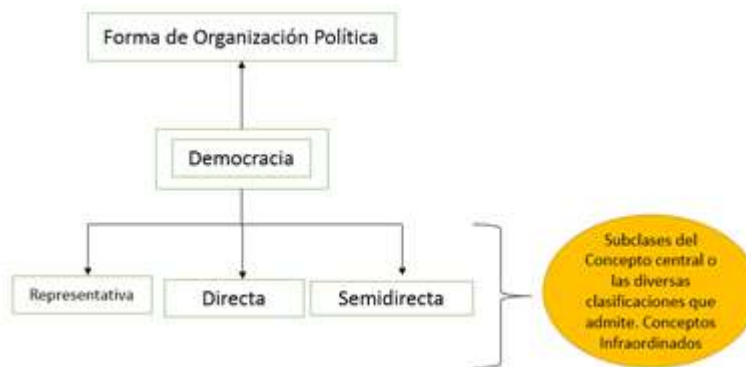 Forma de Organización Política
Democracia
Representativa
Directa
Semidirecta
Subclases del
Concepto central o
las diversas
clasificaciones que
admite. Conceptos
Infraordinados